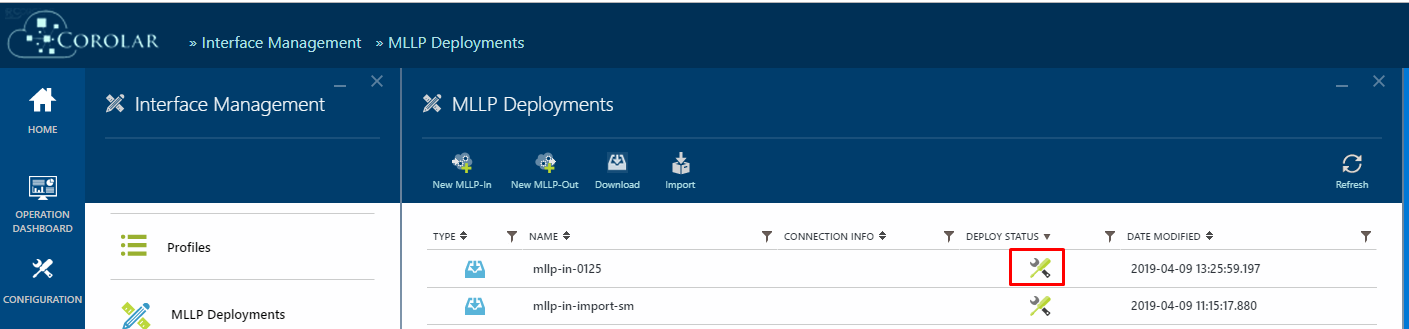 COROLAR » Interface Management » MLLP Deployments
HOME
OPERATION
DASHBOARD
CONFIGURATION
Interface Management
Profiles
MLLP Deployments
MLLP Deployments
New MLLP-In New MLLP-Out Download Import Refresh
TYPE NAME CONNECTION INFO DEPLOY STATUS DATE MODIFIED
mllp-in-0125 2019-04-09 13:25:59.197
mllp-in-import-sm 2019-04-09 11:15:17.880